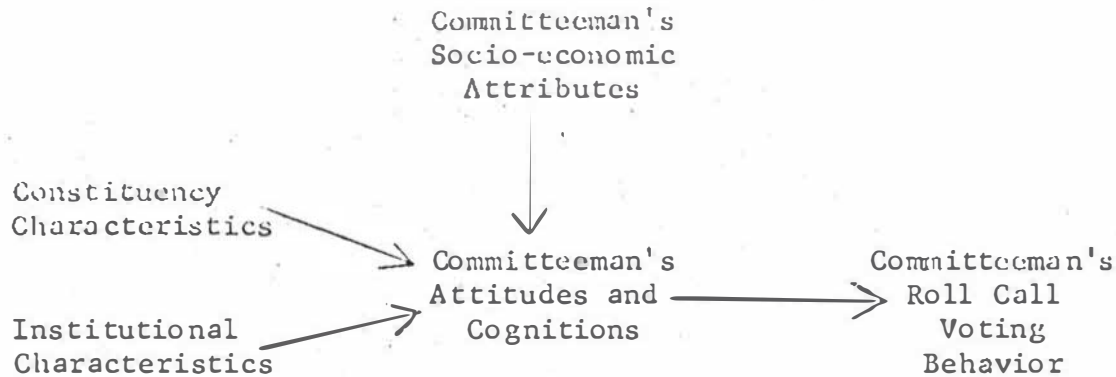 Committeeman's
Socio-economic
Attributes
Constituency
Characteristics
Institutional
Characteristics
Committeeman's
Attitudes and
Cognitions
Committeeman's
Roll Call
Voting
Behavior